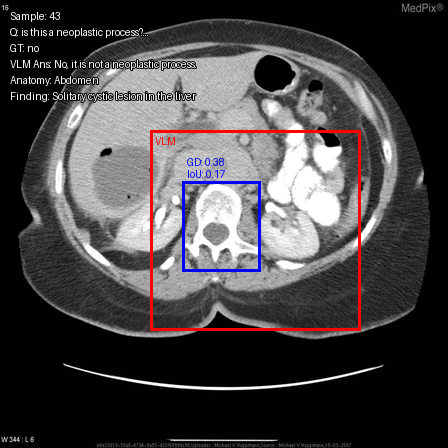 16
MedPix®
Sample: 43
Q: is this a neoplastic process?..
GT: no
VLM Ans: No, it is not a neoplastic process.
Anatomy: Abdomen
Finding: Solitary cystic lesion in the liver
VLM
GD: 0.38
IoU: 0.17
W 344 : L 6